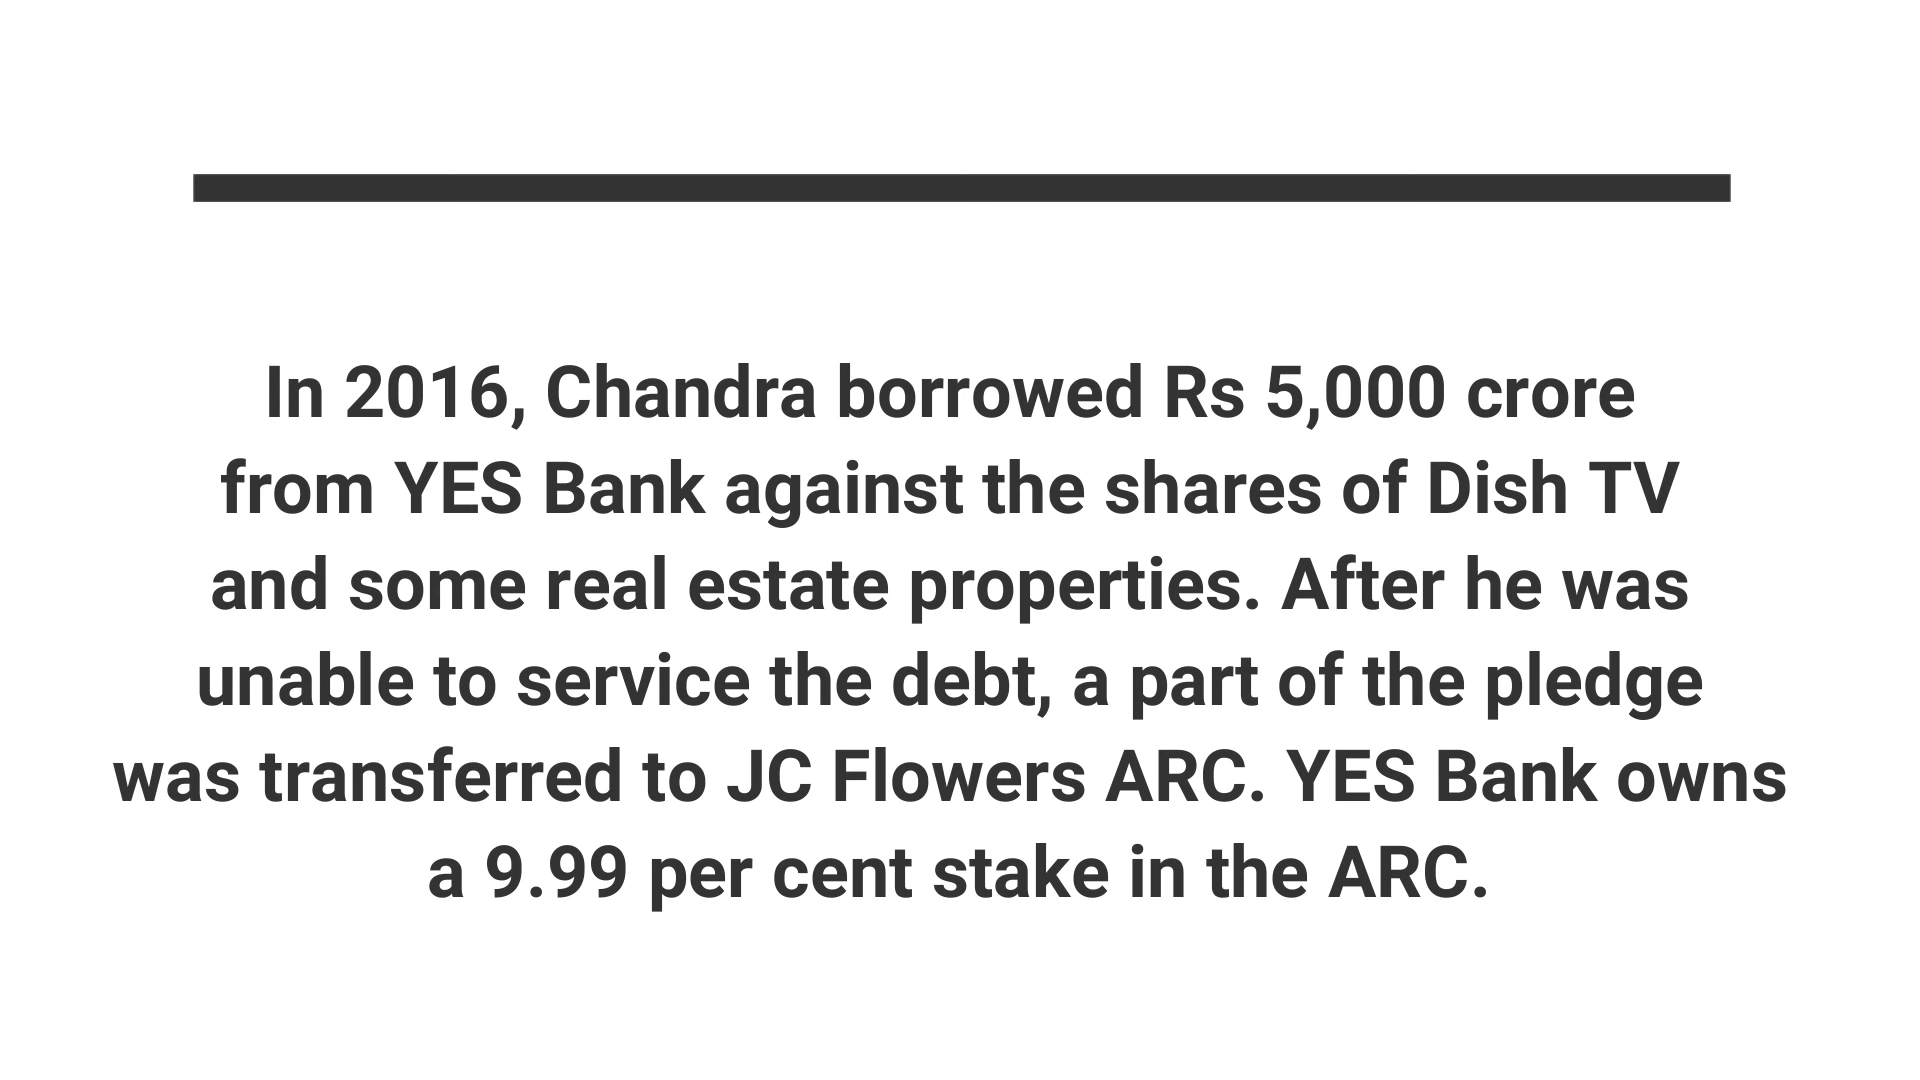 In 2016, Chandra borrowed Rs 5,000 crore
from YES Bank against the shares of Dish TV
and some real estate properties. After he was
unable to service the debt, a part of the pledge
was transferred to JC Flowers ARC. YES Bank owns
a 9.99 per cent stake in the ARC.